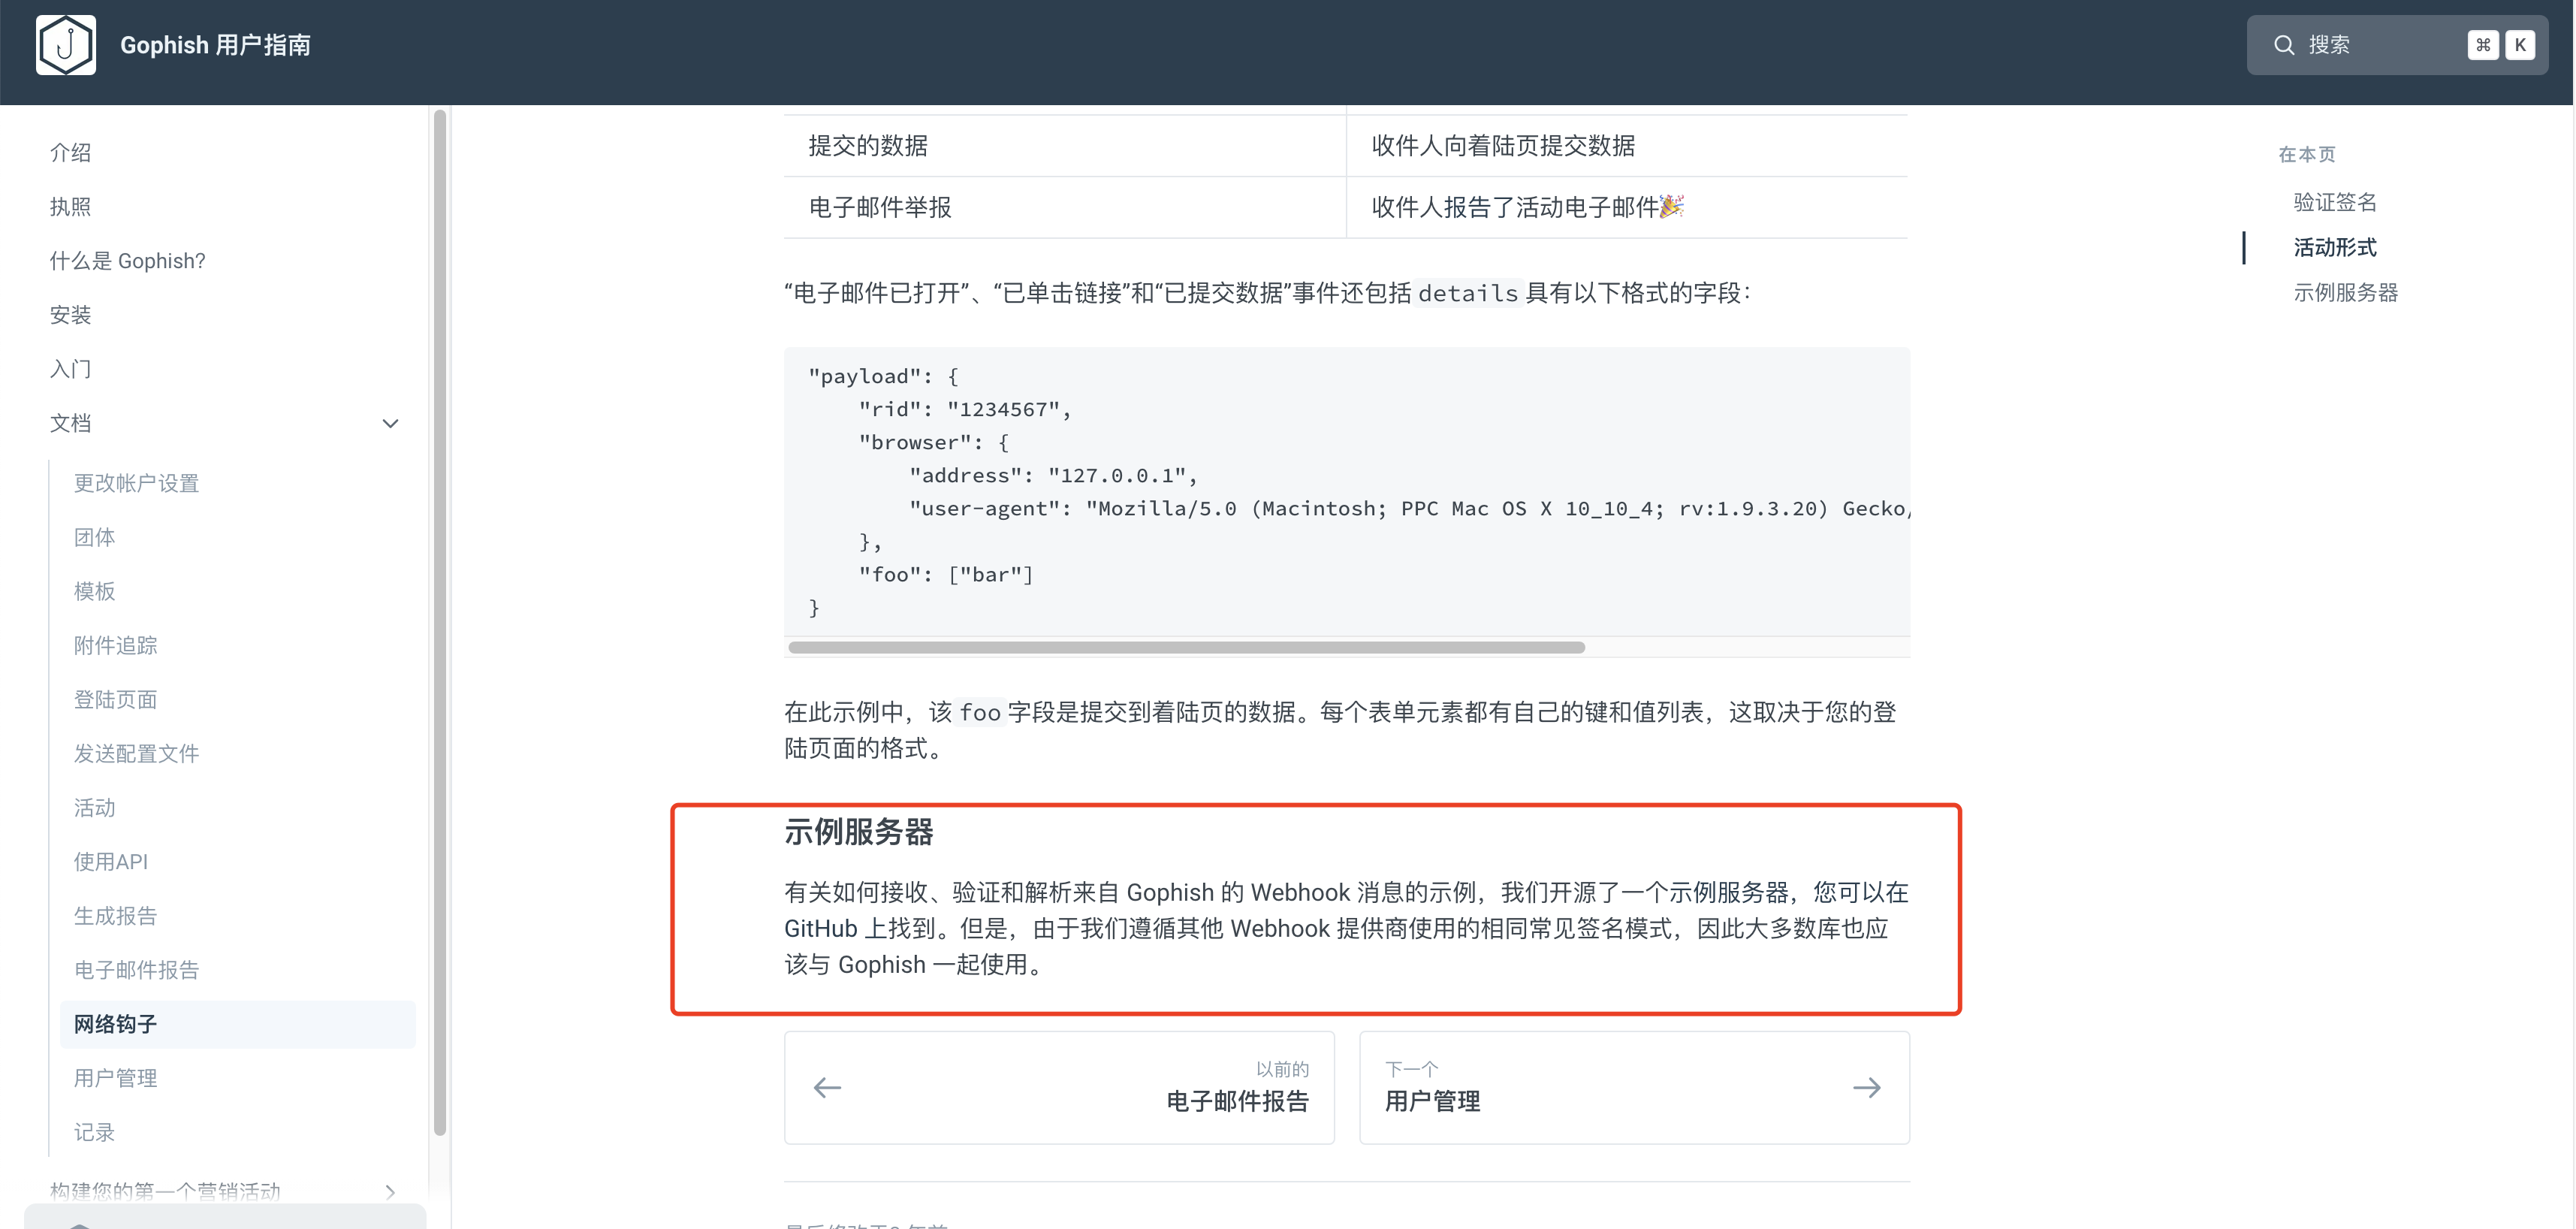 Gophish 用户指南
搜索
⌘ K
介绍
执照
什么是 Gophish?
安装
入门
文档
更改帐户设置
团体
模板
附件追踪
登陆页面
发送配置文件
活动
使用API
生成报告
电子邮件报告
网络钩子
用户管理
记录
构建您的第一个营销活动
提交的数据
收件人向着陆页提交数据
电子邮件举报
收件人报告了活动电子邮件🎉
“电子邮件已打开”、“已单击链接”和“已提交数据”事件还包括 details 具有以下格式的字段：
"payload": {
"rid": "1234567",
"browser": {
"address": "127.0.0.1",
"user-agent": "Mozilla/5.0 (Macintosh; PPC Mac OS X 10_10_4; rv:1.9.3.20) Gecko/
},
"foo": ["bar"]
}
在此示例中，该 foo 字段是提交到着陆页的数据。每个表单元素都有自己的键和值列表，这取决于您的登
陆页面的格式。
示例服务器
有关如何接收、验证和解析来自 Gophish 的 Webhook 消息的示例，我们开源了一个示例服务器，您可以在
GitHub 上找到。但是，由于我们遵循其他 Webhook 提供商使用的相同常见签名模式，因此大多数库也应
该与 Gophish 一起使用。
以前的
电子邮件报告
下一个
用户管理
在本页
验证签名
活动形式
示例服务器